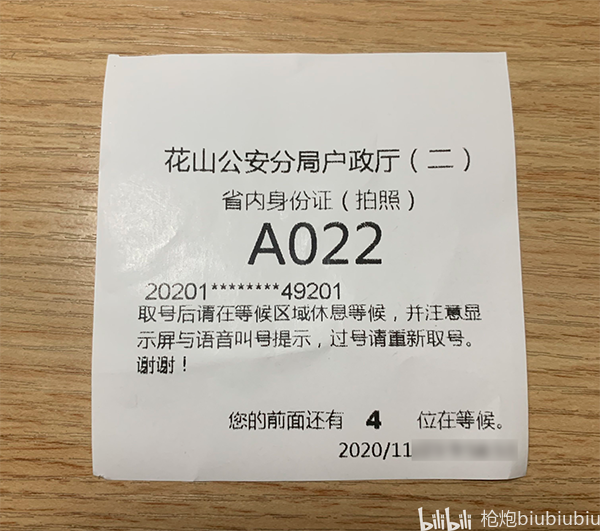 花山公安分局户政厅（二）
省内身份证（拍照）
A022
20201********49201
取号后请在等候区域休息等候，并注意显
示屏与语音叫号提示，过号请重新取号。
谢谢！
您的前面还有 4 位在等候。
2020/11
bilibili 枪炮biubiubiu